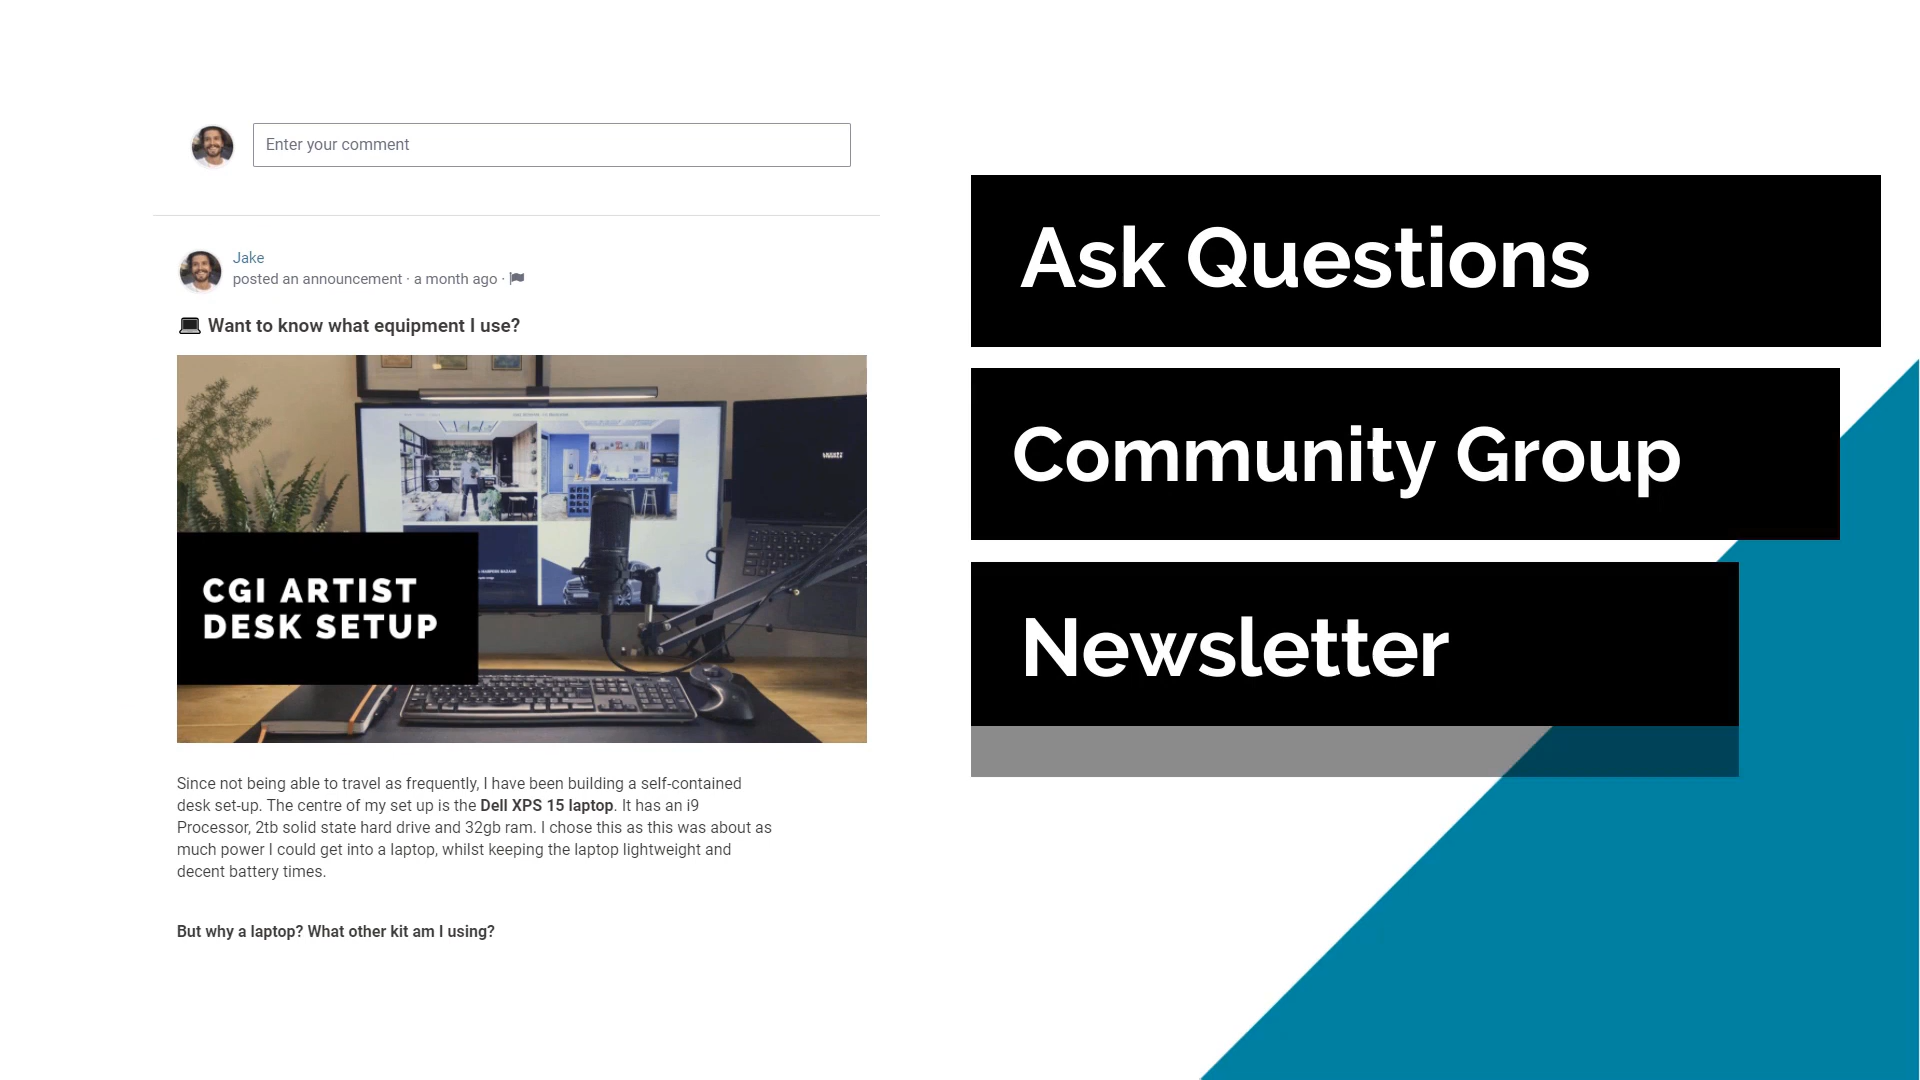 Enter your comment
Jake
posted an announcement · a month ago ·
Want to know what equipment I use?
CGI ARTIST
DESK SETUP
Since not being able to travel as frequently, I have been building a self-contained
desk set-up. The centre of my set up is the Dell XPS 15 laptop. It has an i9
Processor, 2tb solid state hard drive and 32gb ram. I chose this as this was about as
much power I could get into a laptop, whilst keeping the laptop lightweight and
decent battery times.
But why a laptop? What other kit am I using?
Ask Questions
Community Group
Newsletter